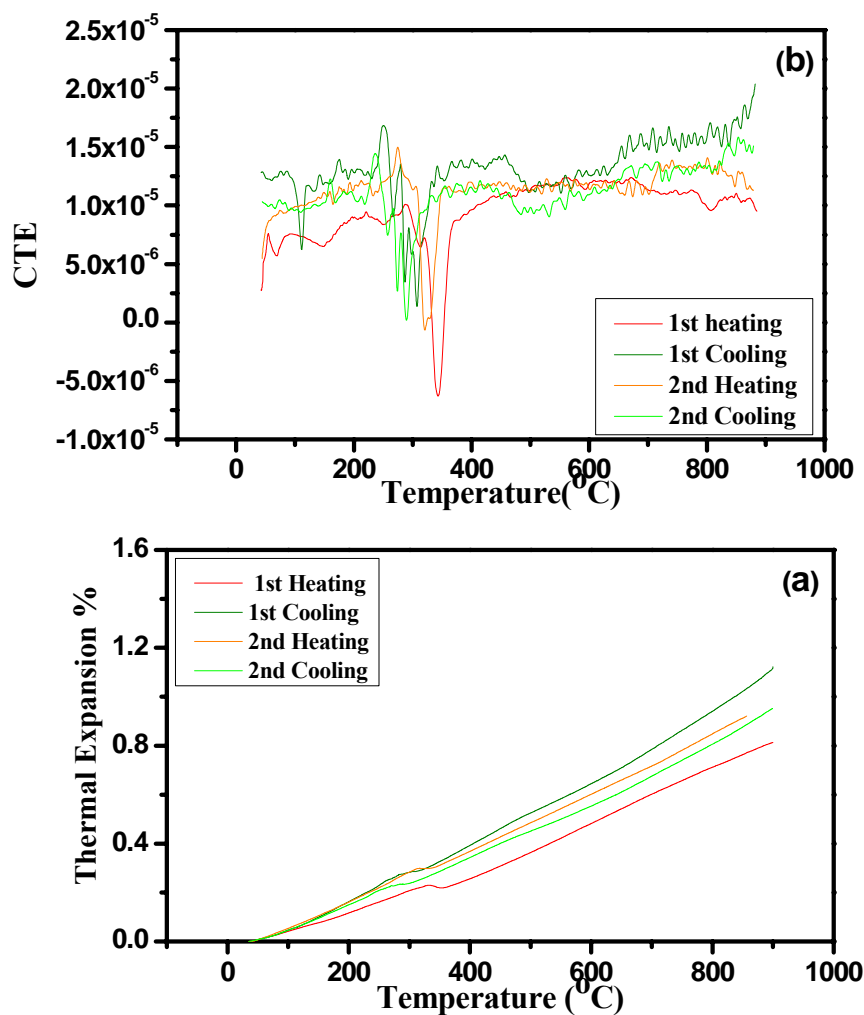 (b)
2.5x10-5
2.0x10-5
1.5x10-5
1.0x10-5
5.0x10-6
0.0
-5.0x10-6
-1.0x10-5
CTE
1st heating
1st Cooling
2nd Heating
2nd Cooling
0 200 400 600 800 1000
Temperature(oC)
(a)
1.6
1.2
0.8
0.4
0.0
Thermal Expansion %
1st Heating
1st Cooling
2nd Heating
2nd Cooling
0 200 400 600 800 1000
Temperature (oC)